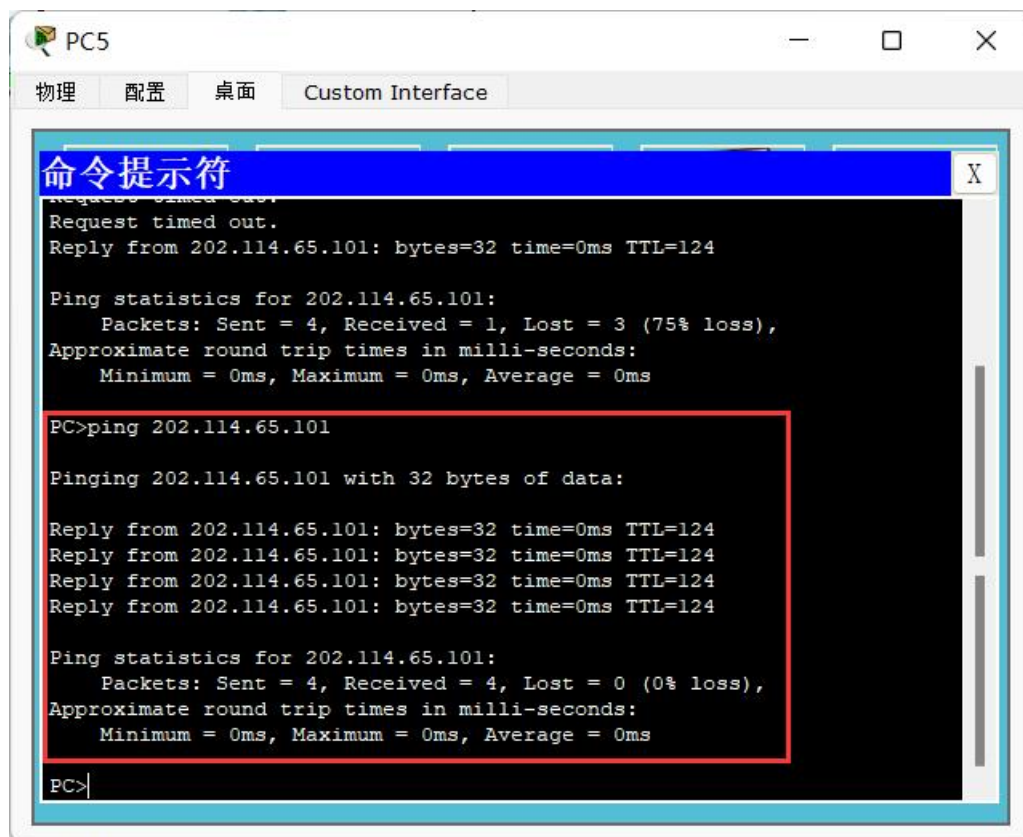 PC5
物理 配置 桌面 Custom Interface
命令提示符 X
Request timed out.
Request timed out.
Reply from 202.114.65.101: bytes=32 time=0ms TTL=124
Ping statistics for 202.114.65.101:
Packets: Sent = 4, Received = 1, Lost = 3 (75% loss),
Approximate round trip times in milli-seconds:
Minimum = 0ms, Maximum = 0ms, Average = 0ms
PC>ping 202.114.65.101
Pinging 202.114.65.101 with 32 bytes of data:
Reply from 202.114.65.101: bytes=32 time=0ms TTL=124
Reply from 202.114.65.101: bytes=32 time=0ms TTL=124
Reply from 202.114.65.101: bytes=32 time=0ms TTL=124
Reply from 202.114.65.101: bytes=32 time=0ms TTL=124
Ping statistics for 202.114.65.101:
Packets: Sent = 4, Received = 4, Lost = 0 (0% loss),
Approximate round trip times in milli-seconds:
Minimum = 0ms, Maximum = 0ms, Average = 0ms
PC>